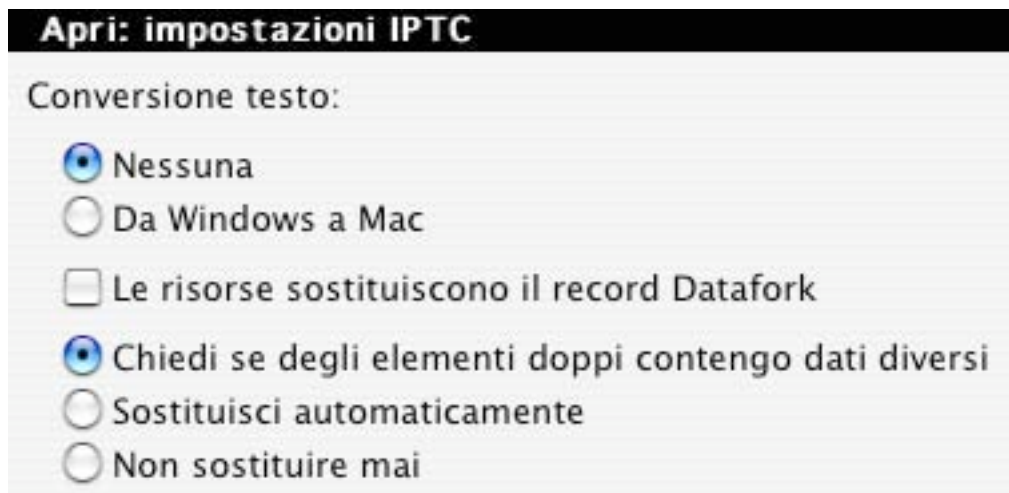 Apri: impostazioni IPTC
Conversione testo:
Nessuna
Da Windows a Mac
Le risorse sostituiscono il record Datafork
Chiedi se degli elementi doppi contengo dati diversi
Sostituisci automaticamente
Non sostituire mai